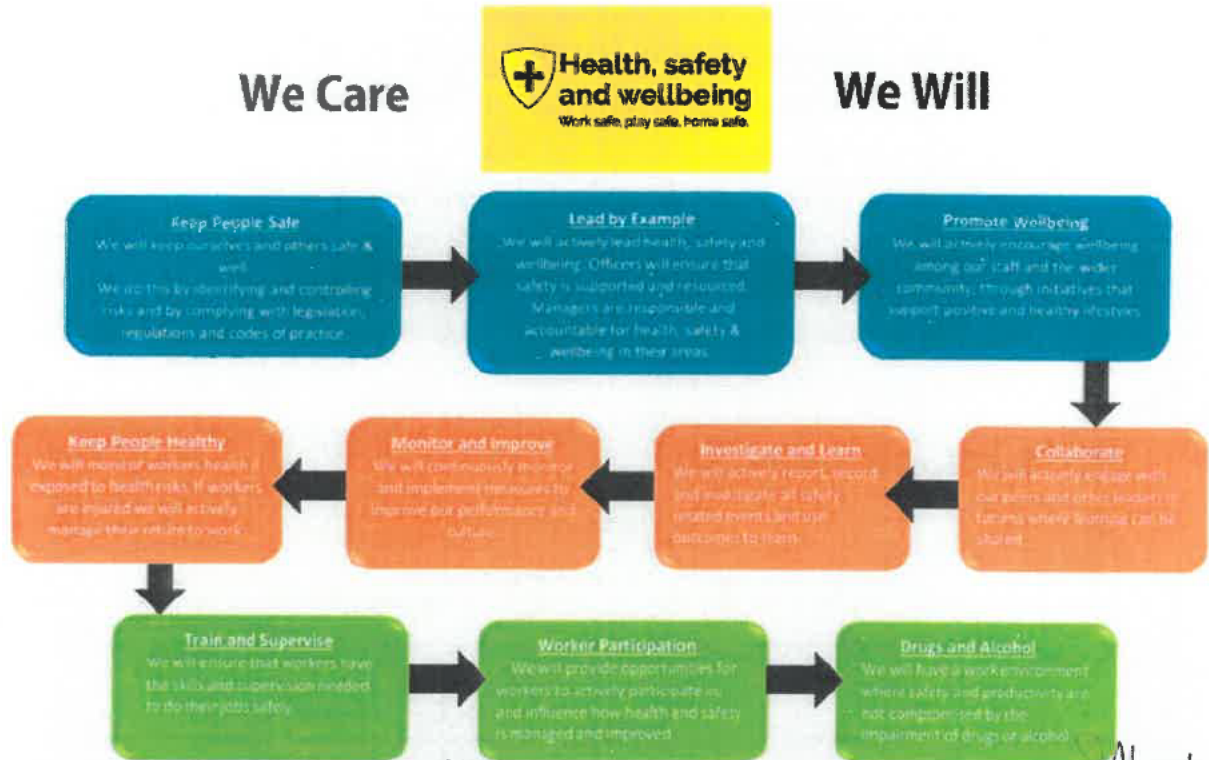 We Care
Health, safety
and wellbeing
Work safe, play safe, home safe.
We Will
Keep People Safe
We will keep ourselves and others safe &
well
We do this by identifying and controlling
risks and by complying with legislation,
regulations and codes of practice
Lead by Example
We will actively lead health, safety and
wellbeing. Officers will ensure that
safety is supported and resourced.
Managers are responsible and
accountable for health, safety &
wellbeing in their areas
Promote Wellbeing
We will actively encourage wellbeing
among our staff and the wider
community, through initiatives that
support positive and healthy lifestyles
Collaborate
We will actively engage with
our peers and other leaders in
forums where learning can be
shared
Investigate and Learn
We will actively report, record
and investigate all safety
related events and use
outcomes to learn
Monitor and Improve
We will continuously monitor
and implement measures to
improve our performance and
culture
Keep People Healthy
We will monitor workers health if
exposed to health risks. If workers
are injured we will actively
manage their return to work
Train and Supervise
We will ensure that workers have
the skills and supervision needed
to do their jobs safely.
Worker Participation
We will provide opportunities for
workers to actively participate in
and influence how health and safety
is managed and improved
Drugs and Alcohol
We will have a work environment
where safety and productivity are
not compromised by the
impairment of drugs or alcohol